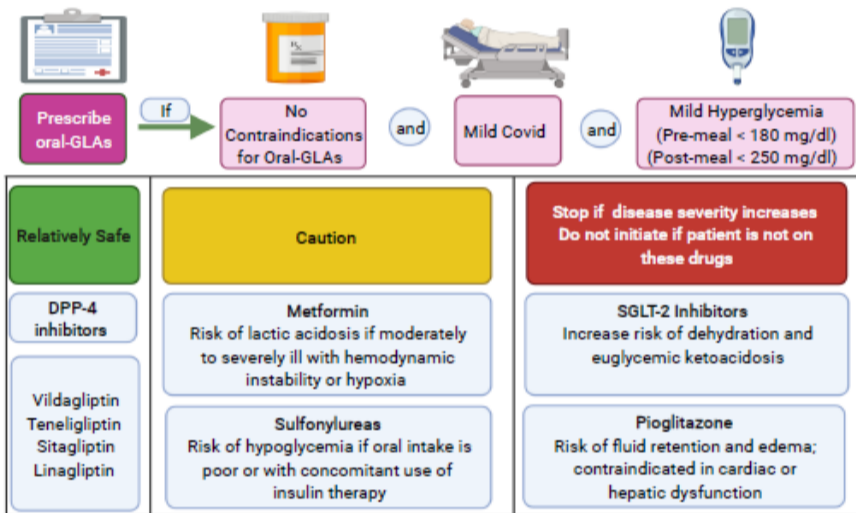 Prescribe
oral-GLAs
If
No
Contraindications
for Oral-GLAs
and
Mild Covid
and
Mild Hyperglycemia
(Pre-meal < 180 mg/dl)
(Post-meal < 250 mg/dl)
Relatively Safe
Caution
Stop if disease severity increases
Do not initiate if patient is not on
these drugs
DPP-4
inhibitors
Vildagliptin
Teneligliptin
Sitagliptin
Linagliptin
Metformin
Risk of lactic acidosis if moderately
to severely ill with hemodynamic
instability or hypoxia
Sulfonylureas
Risk of hypoglycemia if oral intake is
poor or with concomitant use of
insulin therapy
SGLT-2 Inhibitors
Increase risk of dehydration and
euglycemic ketoacidosis
Pioglitazone
Risk of fluid retention and edema;
contraindicated in cardiac or
hepatic dysfunction